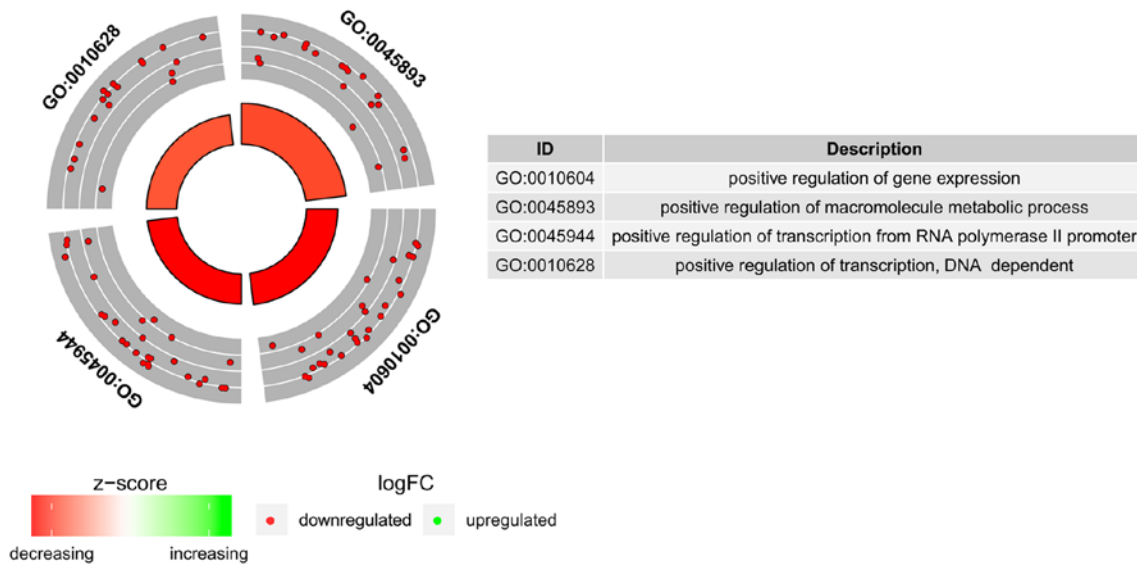 GO:0010628
GO:0045893
GO:0045944
GO:0010604
ID Description
GO:0010604 positive regulation of gene expression
GO:0045893 positive regulation of macromolecule metabolic process
GO:0045944 positive regulation of transcription from RNA polymerase II promoter
GO:0010628 positive regulation of transcription, DNA dependent
z-score logFC
downregulated upregulated
decreasing increasing